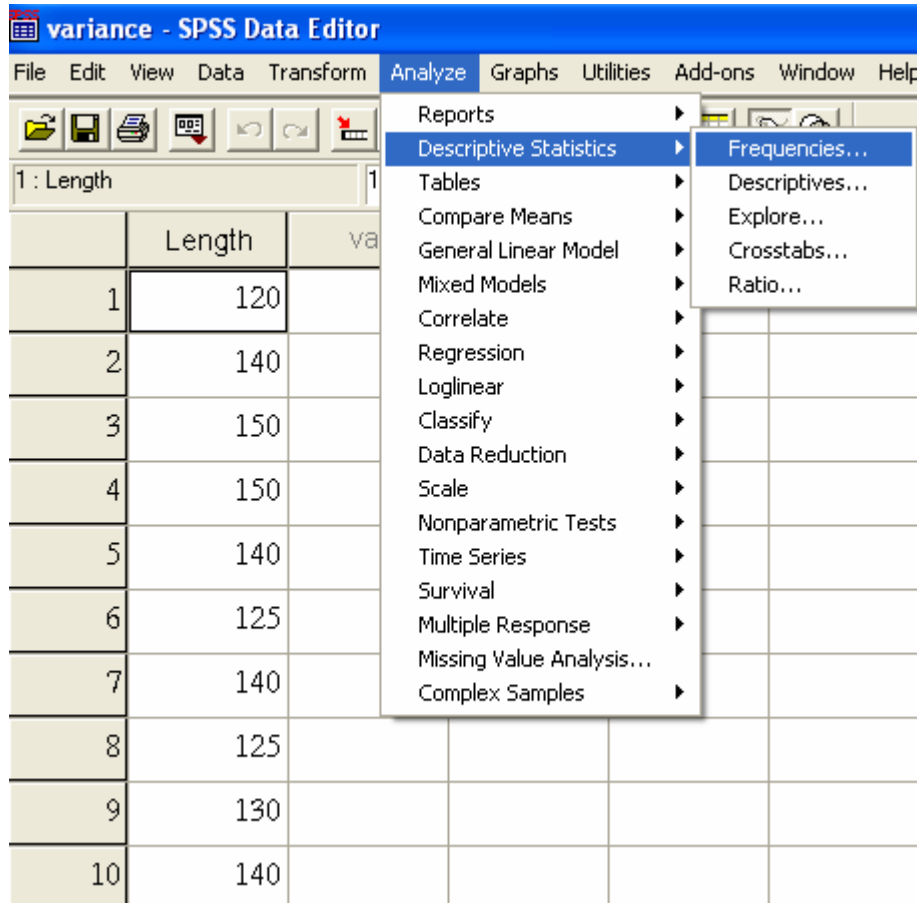 variance - SPSS Data Editor
File Edit View Data Transform Analyze Graphs Utilities Add-ons Window Help
1 : Length 1
Length va
1 120
2 140
3 150
4 150
5 140
6 125
7 140
8 125
9 130
10 140
Reports
Descriptive Statistics
Tables
Compare Means
General Linear Model
Mixed Models
Correlate
Regression
Loglinear
Classify
Data Reduction
Scale
Nonparametric Tests
Time Series
Survival
Multiple Response
Missing Value Analysis...
Complex Samples
Frequencies...
Descriptives...
Explore...
Crosstabs...
Ratio...